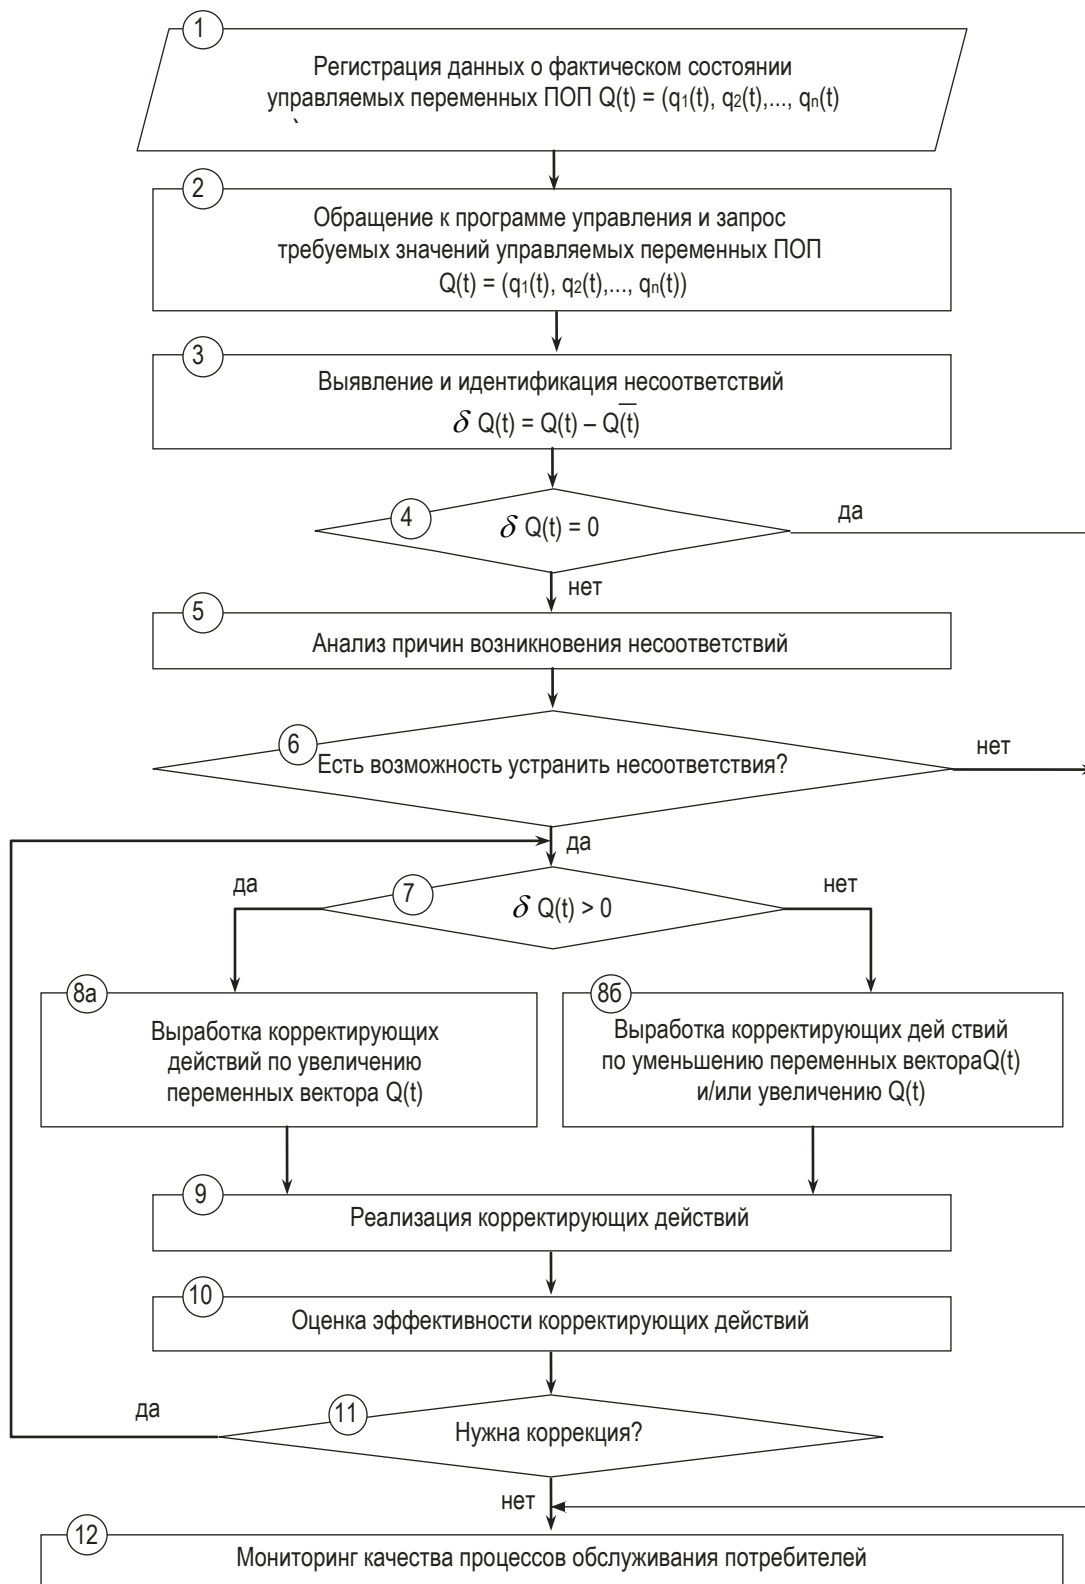 1
Регистрация данных о фактическом состоянии
управляемых переменных ПОП Q(t) = (q1(t), q2(t),..., qn(t)
2
Обращение к программе управления и запрос
требуемых значений управляемых переменных ПОП
Q(t) = (q1(t), q2(t),..., qn(t))
3
Выявление и идентификация несоответствий
δ Q(t) = Q(t) – Q(t)
4
δ Q(t) = 0
да
нет
5
Анализ причин возникновения несоответствий
6
Есть возможность устранить несоответствия?
нет
да
7
δ Q(t) > 0
да
нет
8а
Выработка корректирующих
действий по увеличению
переменных вектора Q(t)
8б
Выработка корректирующих дей ствий
по уменьшению переменных вектораQ(t)
и/или увеличению Q(t)
9
Реализация корректирующих действий
10
Оценка эффективности корректирующих действий
11
Нужна коррекция?
да
нет
12
Мониторинг качества процессов обслуживания потребителей